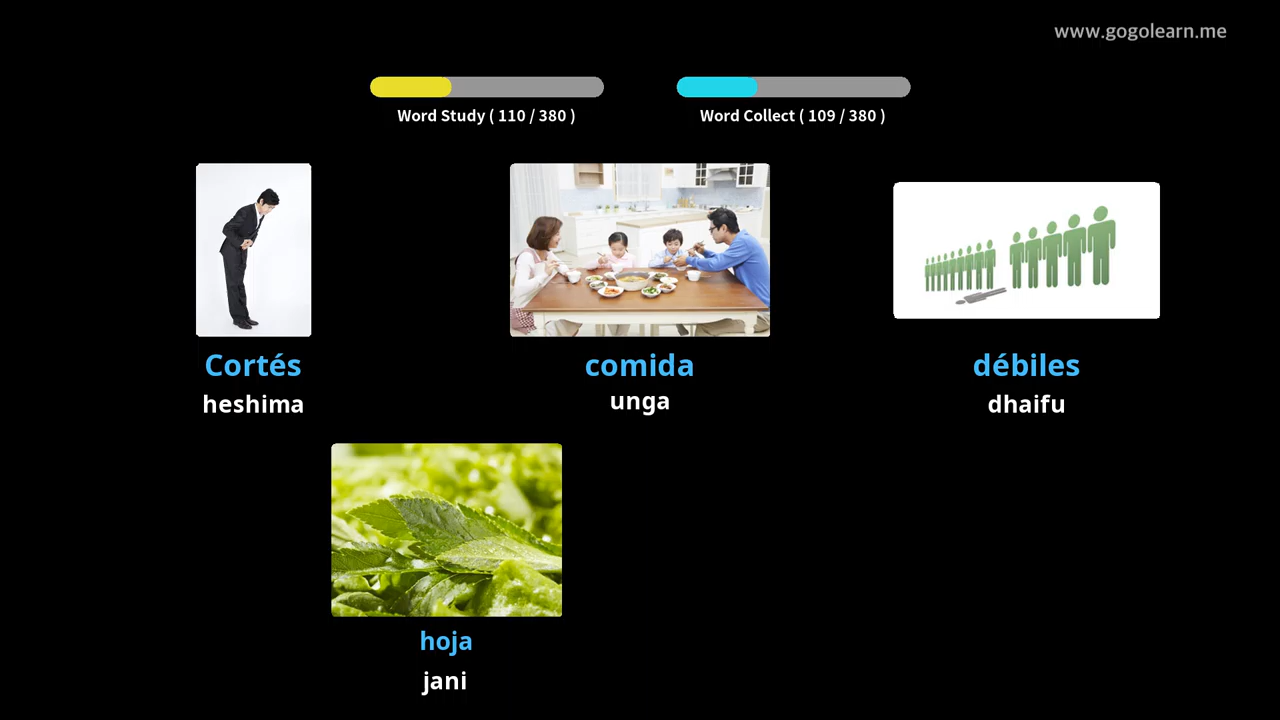 www.gogolearn.me
Word Study ( 110 / 380 )
Word Collect ( 109 / 380 )
Cortés
heshima
comida
unga
débiles
dhaifu
hoja
jani